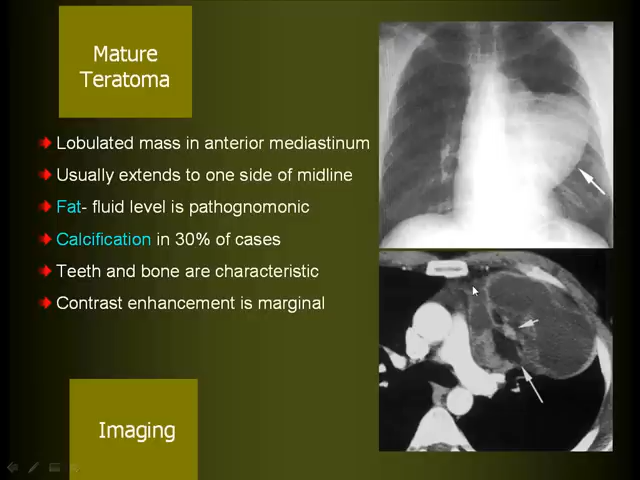 Mature
Teratoma
Lobulated mass in anterior mediastinum
Usually extends to one side of midline
Fat- fluid level is pathognomonic
Calcification in 30% of cases
Teeth and bone are characteristic
Contrast enhancement is marginal
Imaging